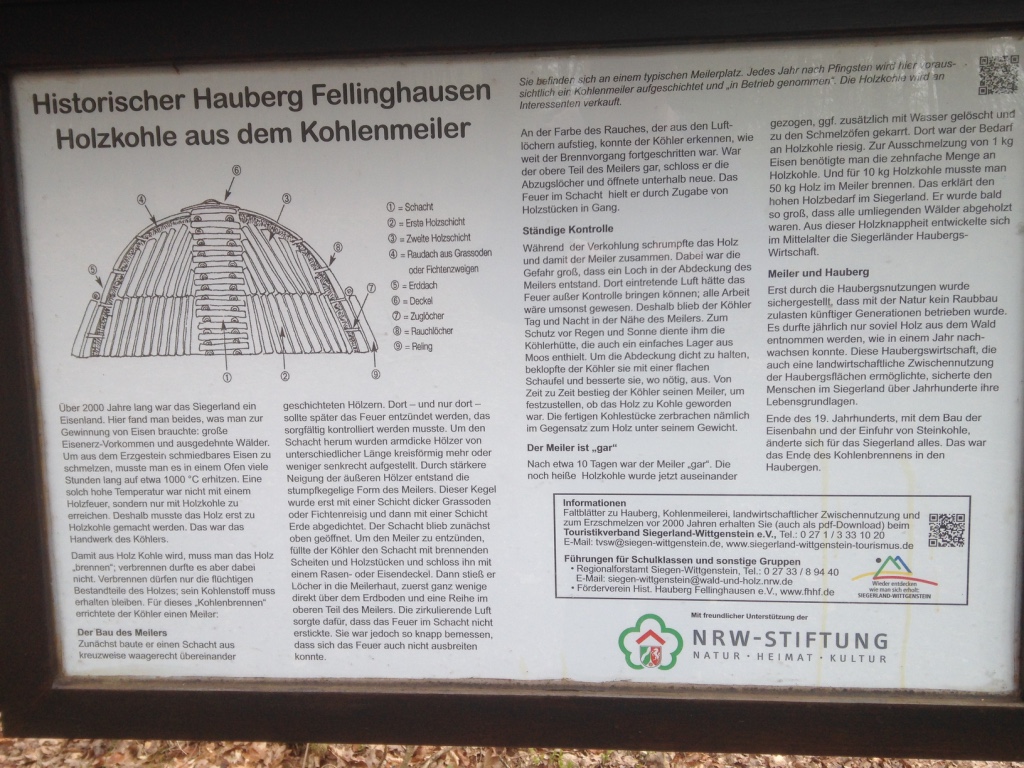 Historischer Hauberg Fellinghausen
Holzkohle aus dem Kohlenmeiler
① = Schacht
② = Erste Holzschicht
③ = Zweite Holzschicht
④ = Raudach aus Grassoden
oder Fichtenzweigen
⑤ = Erddach
⑥ = Deckel
⑦ = Zuglöcher
⑧ = Rauchlöcher
⑨ = Reling
⑥
④
③
⑧
⑤
⑦
①
②
⑨
Über 2000 Jahre lang war das Siegerland ein
Eisenland. Hier fand man beides, was man zur
Gewinnung von Eisen brauchte: große
Eisenerz-Vorkommen und ausgedehnte Wälder.
Um aus dem Erzgestein schmiedbares Eisen zu
schmelzen, musste man es in einem Ofen viele
Stunden lang auf etwa 1000 °C erhitzen. Eine
solch hohe Temperatur war nicht mit einem
Holzfeuer, sondern nur mit Holzkohle zu
erreichen. Deshalb musste das Holz erst zu
Holzkohle gemacht werden. Das war das
Handwerk des Köhlers.
Damit aus Holz Kohle wird, muss man das Holz
„brennen“; verbrennen durfte es aber dabei
nicht. Verbrennen dürfen nur die flüchtigen
Bestandteile des Holzes; sein Kohlenstoff muss
erhalten bleiben. Für dieses „Kohlenbrennen“
errichtete der Köhler einen Meiler.
Der Bau des Meilers
Zunächst baute er einen Schacht aus
kreuzweise waagerecht übereinander
geschichteten Hölzern. Dort – und nur dort –
sollte später das Feuer entzündet werden, das
sorgfältig kontrolliert werden musste. Um den
Schacht herum wurden armdicke Hölzer von
unterschiedlicher Länge kreisförmig mehr oder
weniger senkrecht aufgestellt. Durch stärkere
Neigung der äußeren Hölzer entstand die
stumpfkegelige Form des Meilers. Dieser Kegel
wurde erst mit einer Schicht dicker Grassoden
oder Fichtenreisig und dann mit einer Schicht
Erde abgedichtet. Der Schacht blieb zunächst
oben geöffnet. Um den Meiler zu entzünden,
füllte der Köhler den Schacht mit brennenden
Scheiten und Holzstücken und schloss ihn mit
einem Rasen- oder Eisendeckel. Dann stieß er
Löcher in die Meilerhaut, zuerst ganz wenige
direkt über dem Erdboden und eine Reihe im
oberen Teil des Meilers. Die zirkulierende Luft
sorgte dafür, dass das Feuer im Schacht nicht
erstickte. Sie war jedoch so knapp bemessen,
dass sich das Feuer auch nicht ausbreiten
konnte.
Sie befinden sich an einem typischen Meilerplatz. Jedes Jahr nach Pfingsten wird hier voraus-
sichtlich ein Kohlenmeiler aufgeschichtet und „in Betrieb genommen“. Die Holzkohle wird an
Interessenten verkauft.
An der Farbe des Rauches, der aus den Luft-
löchern aufstieg, konnte der Köhler erkennen, wie
weit der Brennvorgang fortgeschritten war. War
der obere Teil des Meilers gar, schloss er die
Abzugslöcher und öffnete unterhalb neue. Das
Feuer im Schacht hielt er durch Zugabe von
Holzstücken in Gang.
Ständige Kontrolle
Während der Verkohlung schrumpfte das Holz
und damit der Meiler zusammen. Dabei war die
Gefahr groß, dass ein Loch in der Abdeckung des
Meilers entstand. Dort eintretende Luft hätte das
Feuer außer Kontrolle bringen können; alle Arbeit
wäre umsonst gewesen. Deshalb blieb der Köhler
Tag und Nacht in der Nähe des Meilers. Zum
Schutz vor Regen und Sonne diente ihm die
Köhlerhütte, die auch ein einfaches Lager aus
Moos enthielt. Um die Abdeckung dicht zu halten,
beklopfte der Köhler sie mit einer flachen
Schaufel und besserte sie, wo nötig, aus. Von
Zeit zu Zeit bestieg der Köhler seinen Meiler, um
festzustellen, ob das Holz zu Kohle geworden
war. Die fertigen Kohlestücke zerbrachen nämlich
im Gegensatz zum Holz unter seinem Gewicht.
Der Meiler ist „gar“
Nach etwa 10 Tagen war der Meiler „gar“. Die
noch heiße Holzkohle wurde jetzt auseinander
gezogen, ggf. zusätzlich mit Wasser gelöscht und
zu den Schmelzöfen gekarrt. Dort war der Bedarf
an Holzkohle riesig. Zur Ausschmelzung von 1 kg
Eisen benötigte man die zehnfache Menge an
Holzkohle. Und für 10 kg Holzkohle musste man
50 kg Holz im Meiler brennen. Das erklärt den
hohen Holzbedarf im Siegerland. Er wurde bald
so groß, dass alle umliegenden Wälder abgeholzt
waren. Aus dieser Holzknappheit entwickelte sich
im Mittelalter die Siegerländer Haubergs-
Wirtschaft.
Meiler und Hauberg
Erst durch die Haubergsnutzungen wurde
sichergestellt, dass mit der Natur kein Raubbau
zulasten künftiger Generationen betrieben wurde.
Es durfte jährlich nur soviel Holz aus dem Wald
entnommen werden, wie in einem Jahr nach-
wachsen konnte. Diese Haubergswirtschaft, die
auch eine landwirtschaftliche Zwischennutzung
der Haubergsflächen ermöglichte, sicherte den
Menschen im Siegerland über Jahrhunderte ihre
Lebensgrundlagen.
Ende des 19. Jahrhunderts, mit dem Bau der
Eisenbahn und der Einfuhr von Steinkohle,
änderte sich für das Siegerland alles. Das war
das Ende des Kohlenbrennens in den
Haubergen.
Informationen
Faltblätter zu Hauberg, Kohlenmeilerei, landwirtschaftlicher Zwischennutzung und
zum Erzschmelzen vor 2000 Jahren erhalten Sie (auch als pdf-Download) beim
Touristikverband Siegerland-Wittgenstein e.V., Tel.: 0 27 1 / 3 33 10 20
E-Mail: tvsw@siegen-wittgenstein.de, www.siegerland-wittgenstein-tourismus.de
Führungen für Schulklassen und sonstige Gruppen
• Regionalforstamt Siegen-Wittgenstein, Tel.: 0 27 33 / 8 94 40
E-Mail: siegen-wittgenstein@wald-und-holz.nrw.de
• Förderverein Hist. Hauberg Fellinghausen e.V., www.fhhf.de
Wieder entdecken
wie man sich erholt:
SIEGERLAND-WITTGENSTEIN
Mit freundlicher Unterstützung der
NRW-STIFTUNG
NATUR · HEIMAT · KULTUR